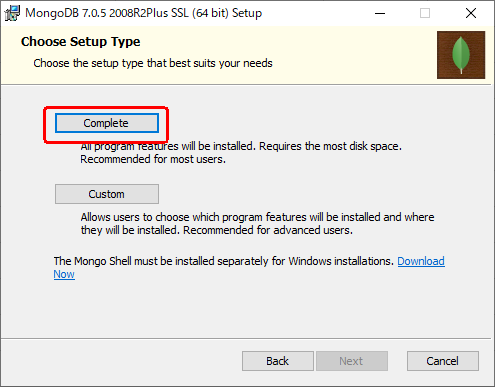 MongoDB 7.0.5 2008R2Plus SSL (64 bit) Setup
Choose Setup Type
Choose the setup type that best suits your needs
Complete
All program features will be installed. Requires the most disk space.
Recommended for most users.
Custom
Allows users to choose which program features will be installed and where
they will be installed. Recommended for advanced users.
The Mongo Shell must be installed separately for Windows installations. Download
Now
Back
Next
Cancel